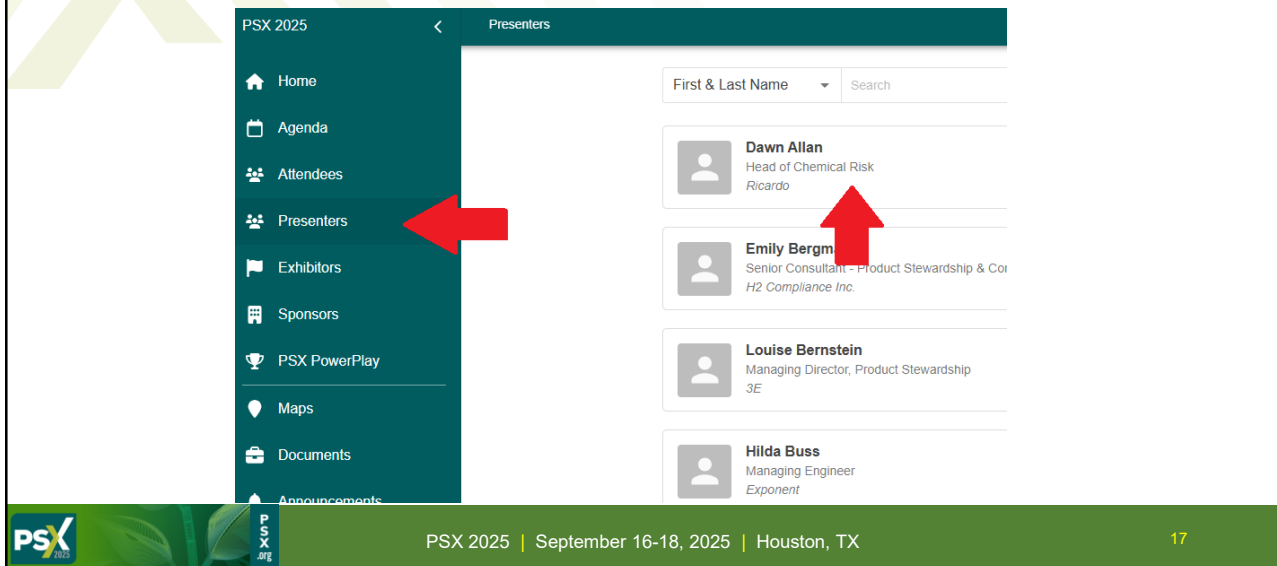 PSX 2025
Presenters
Home
Agenda
Attendees
Presenters
Exhibitors
Sponsors
PSX PowerPlay
Maps
Documents
Announcements
First & Last Name Search
Dawn Allan
Head of Chemical Risk
Ricardo
Emily Bergm
Senior Consultant - Product Stewardship & Co
H2 Compliance Inc.
Louise Bernstein
Managing Director, Product Stewardship
3E
Hilda Buss
Managing Engineer
Exponent
PSX 2025
PSX.org
PSX 2025 | September 16-18, 2025 | Houston, TX
17